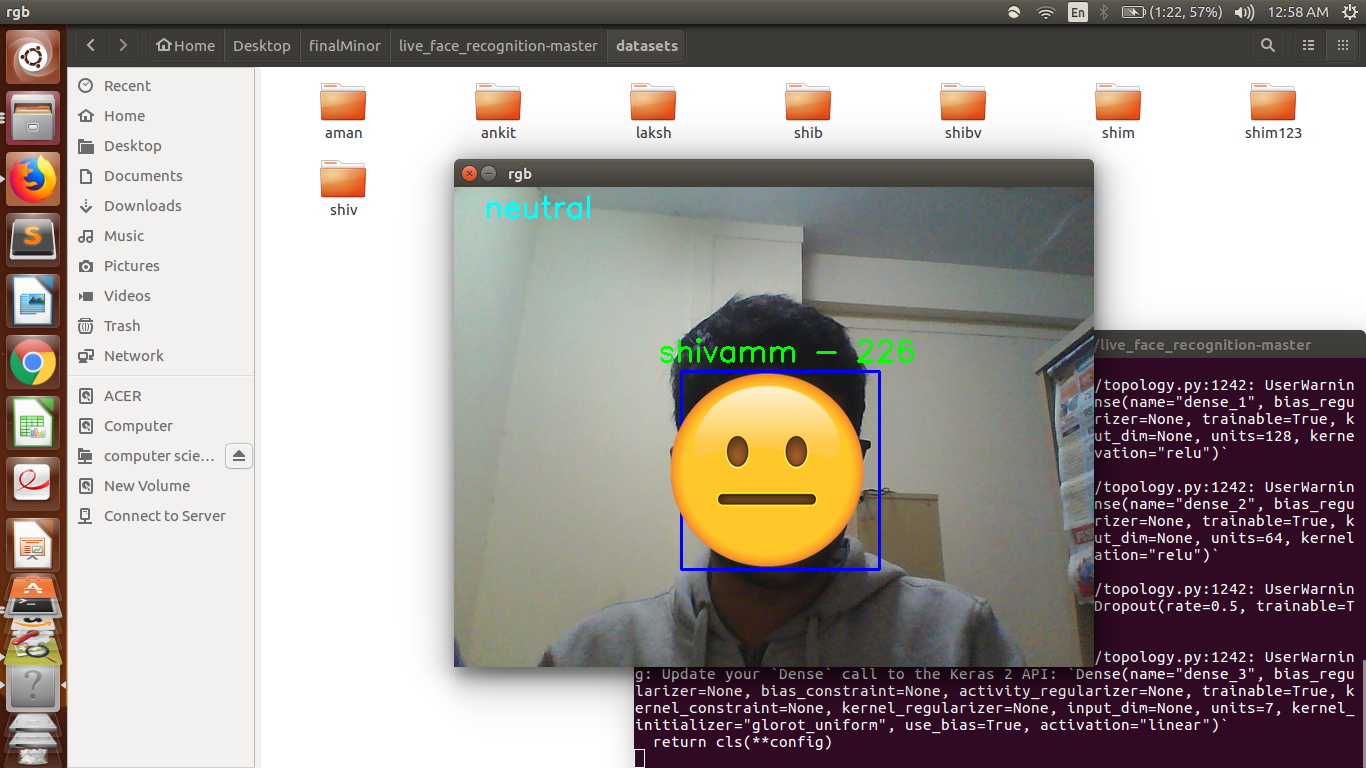 rgb
En
(1:22, 57%)
12:58 AM
Home
Desktop
finalMinor
live_face_recognition-master
datasets
Recent
Home
Desktop
Documents
Downloads
Music
Pictures
Videos
Trash
Network
ACER
Computer
computer scie...
New Volume
Connect to Server
aman
ankit
laksh
shib
shibv
shim
shim123
shiv
rgb
neutral
shivamm - 226
/live_face_recognition-master
/topology.py:1242: UserWarnin
nse(name="dense_1", bias_regu
rizer=None, trainable=True, k
ut_dim=None, units=128, kerne
vation="relu")`
/topology.py:1242: UserWarnin
nse(name="dense_2", bias_regu
rizer=None, trainable=True, k
ut_dim=None, units=64, kernel
ation="relu")`
/topology.py:1242: UserWarnin
Dropout(rate=0.5, trainable=T
/topology.py:1242: UserWarnin
g: Update your `Dense` call to the Keras 2 API: `Dense(name="dense_3", bias_regu
larizer=None, bias_constraint=None, activity_regularizer=None, trainable=True, k
ernel_constraint=None, kernel_regularizer=None, input_dim=None, units=7, kernel_
initializer="glorot_uniform", use_bias=True, activation="linear")`
return cls(**config)